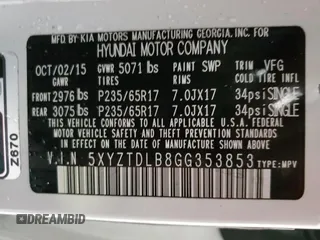 MFD. BY KIA MOTORS MANUFACTURING GEORGIA, INC. FOR
HYUNDAI MOTOR COMPANY
OCT/02/15 GVWR 5071 lbs PAINT SWP TRIM VFG
GAWR TIRES RIMS COLD TIRE INFL
FRONT 2976 lbs P235/65R17 7.0JX17 34psi SINGLE
REAR 3075 lbs P235/65R17 7.0JX17 34psi SINGLE
THIS VEHICLE CONFORMS TO ALL APPLICABLE U.S. FEDERAL MOTOR
VEHICLE SAFETY AND THEFT PREVENTION STANDARDS IN EFFECT ON
THE DATE OF MANUFACTURE SHOWN ABOVE.
V.I.N. 5XYZTDLB8GG353853 TYPE:MPV
Z670
DREAMBID